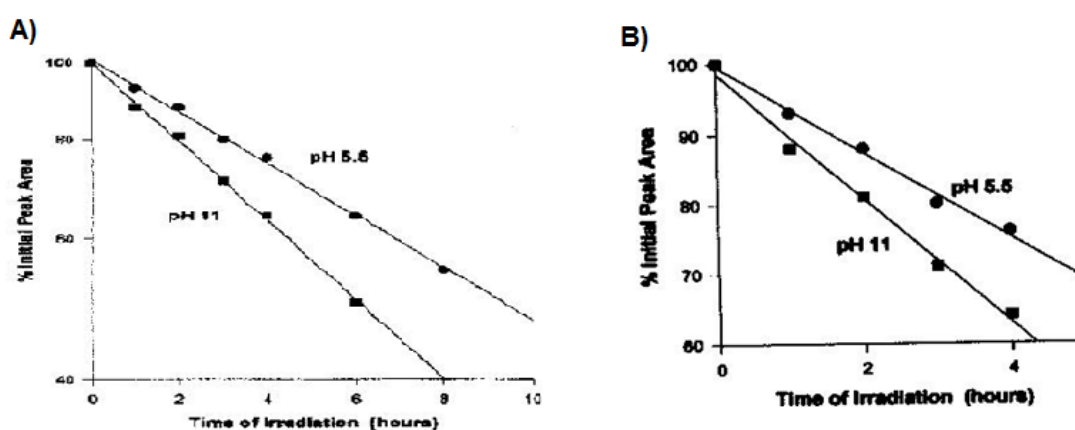 A)
100
80
60
40
% Initial Peak Area
pH 5.5
pH 11
0 2 4 6 8 10
Time of Irradiation (hours)
B)
100
90
80
70
60
% Initial Peak Area
pH 5.5
pH 11
0 2 4
Time of Irradiation (hours)